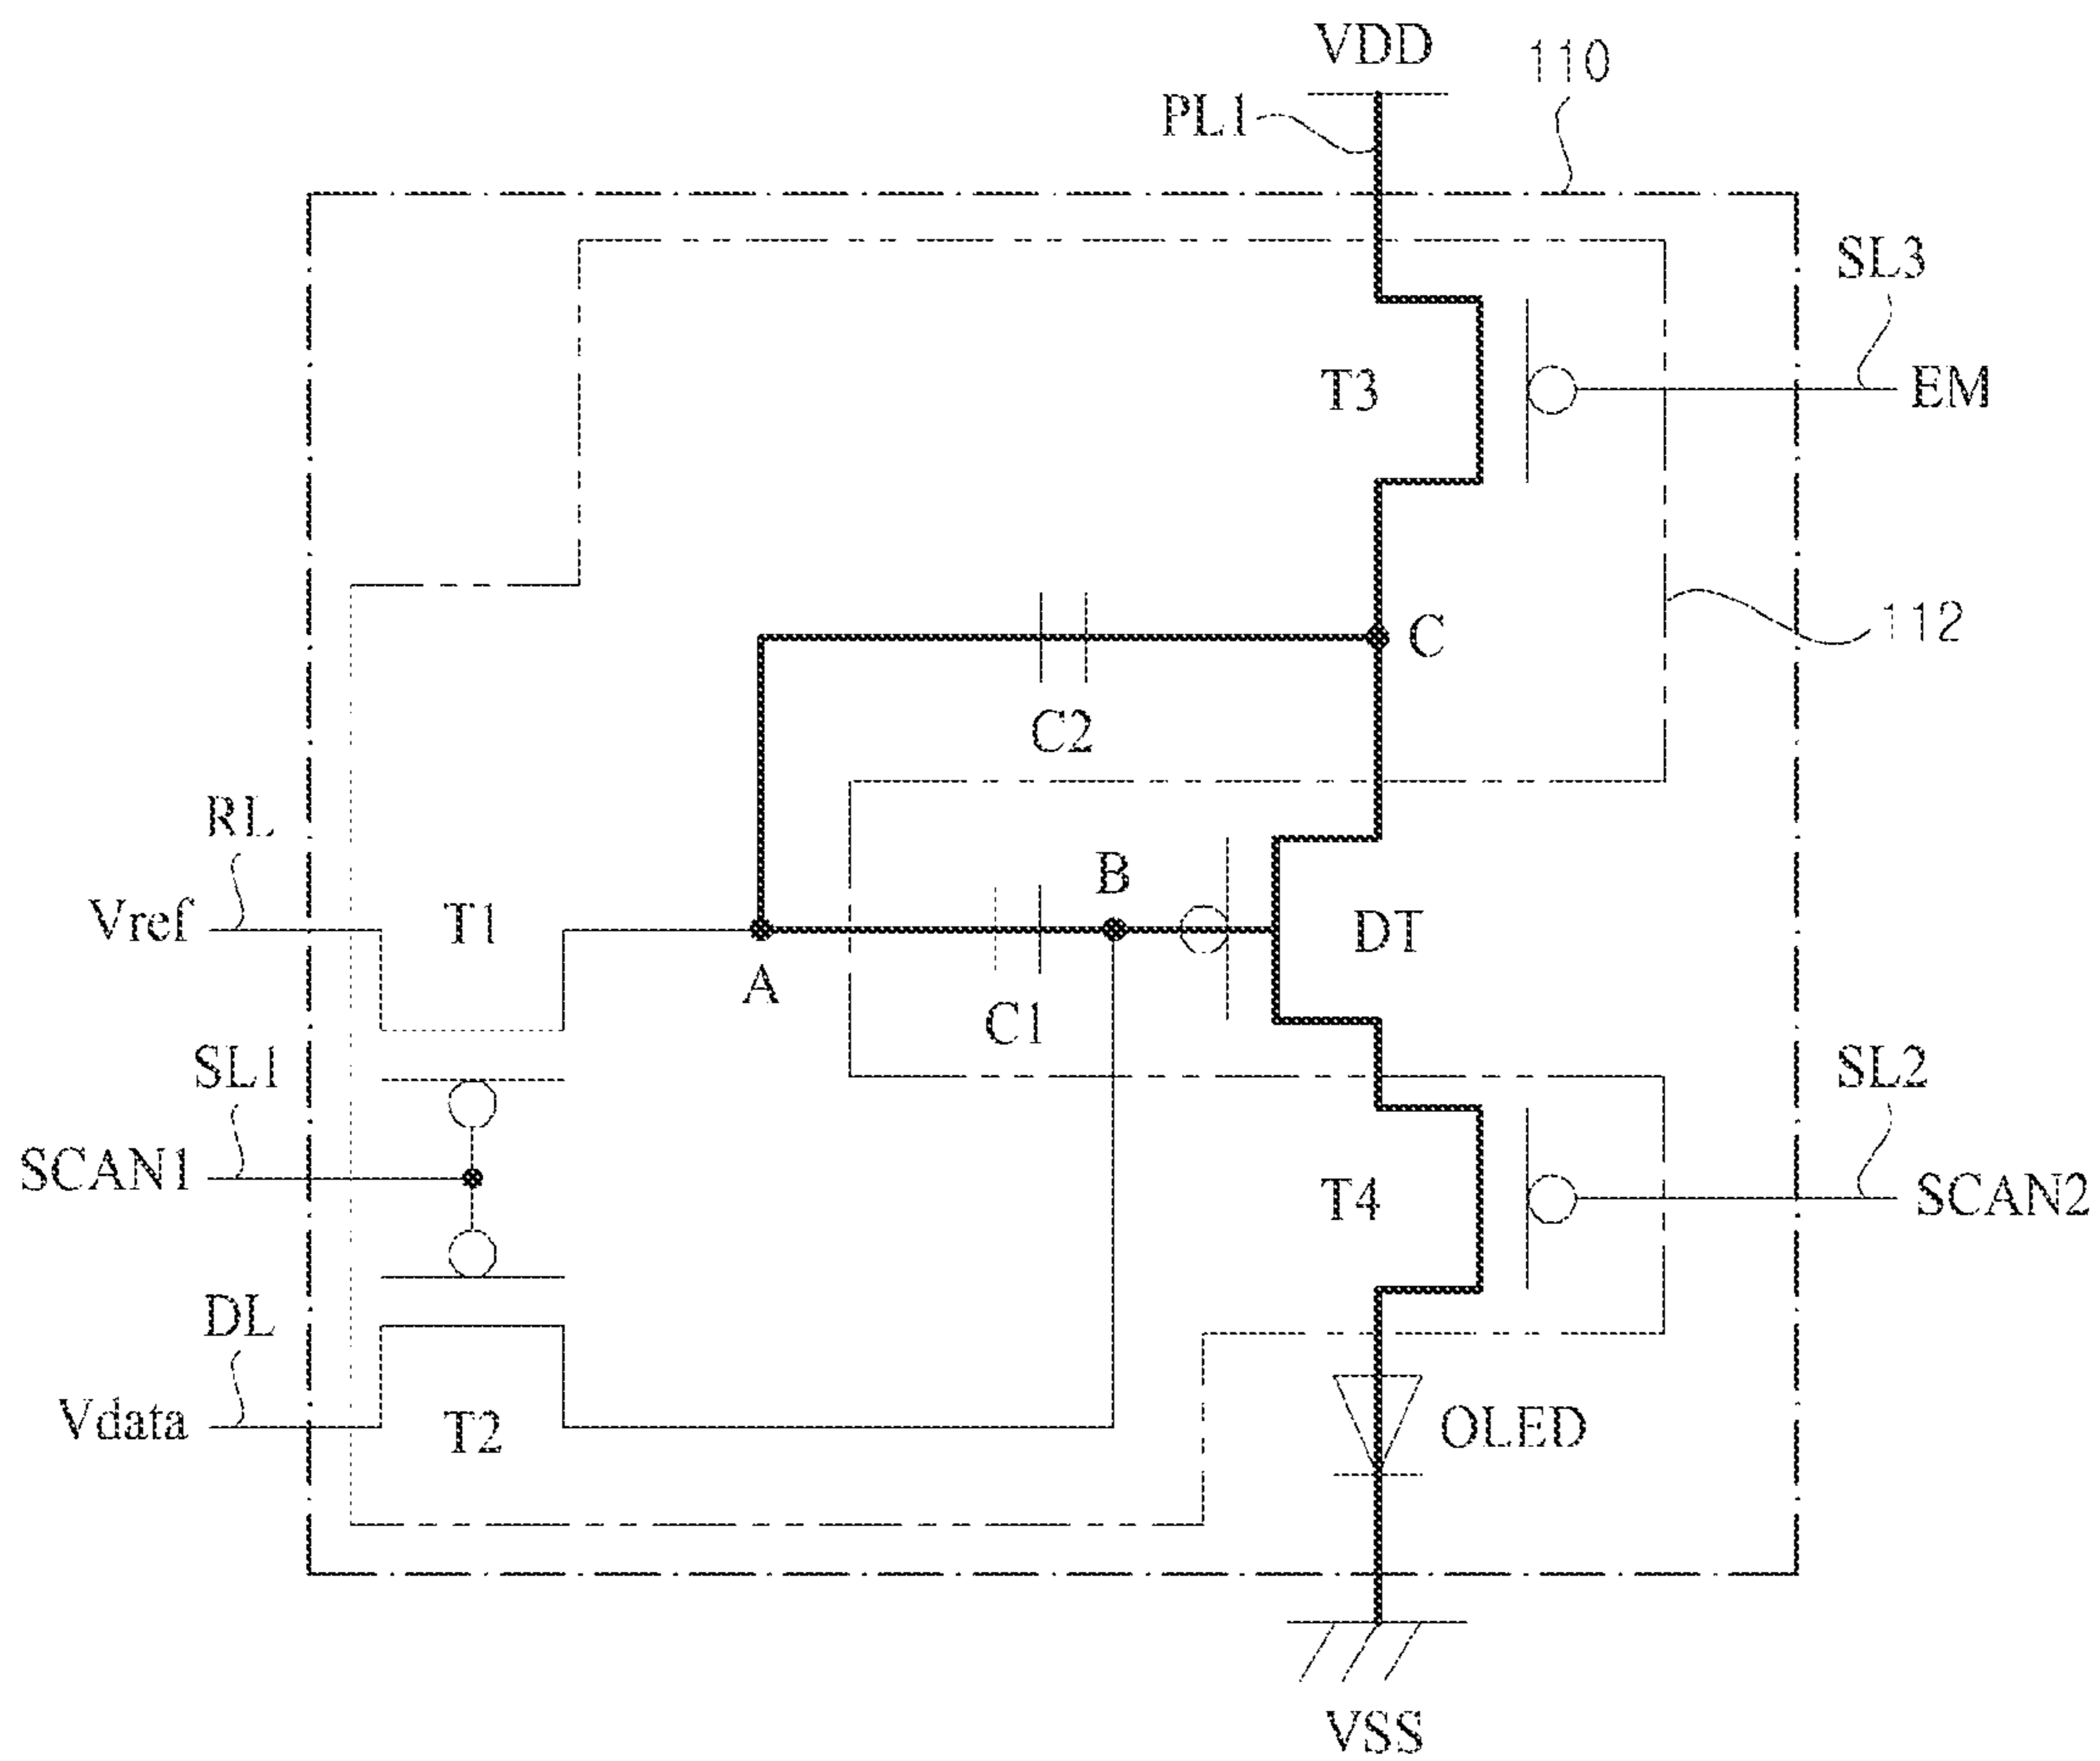 VDD
110
PL1
SL3
T3
EM
C
112
C2
RL
B
Vref
T1
DT
A
C1
SL1
SL2
SCAN1
T4
SCAN2
DL
Vdata
T2
OLED
VSS